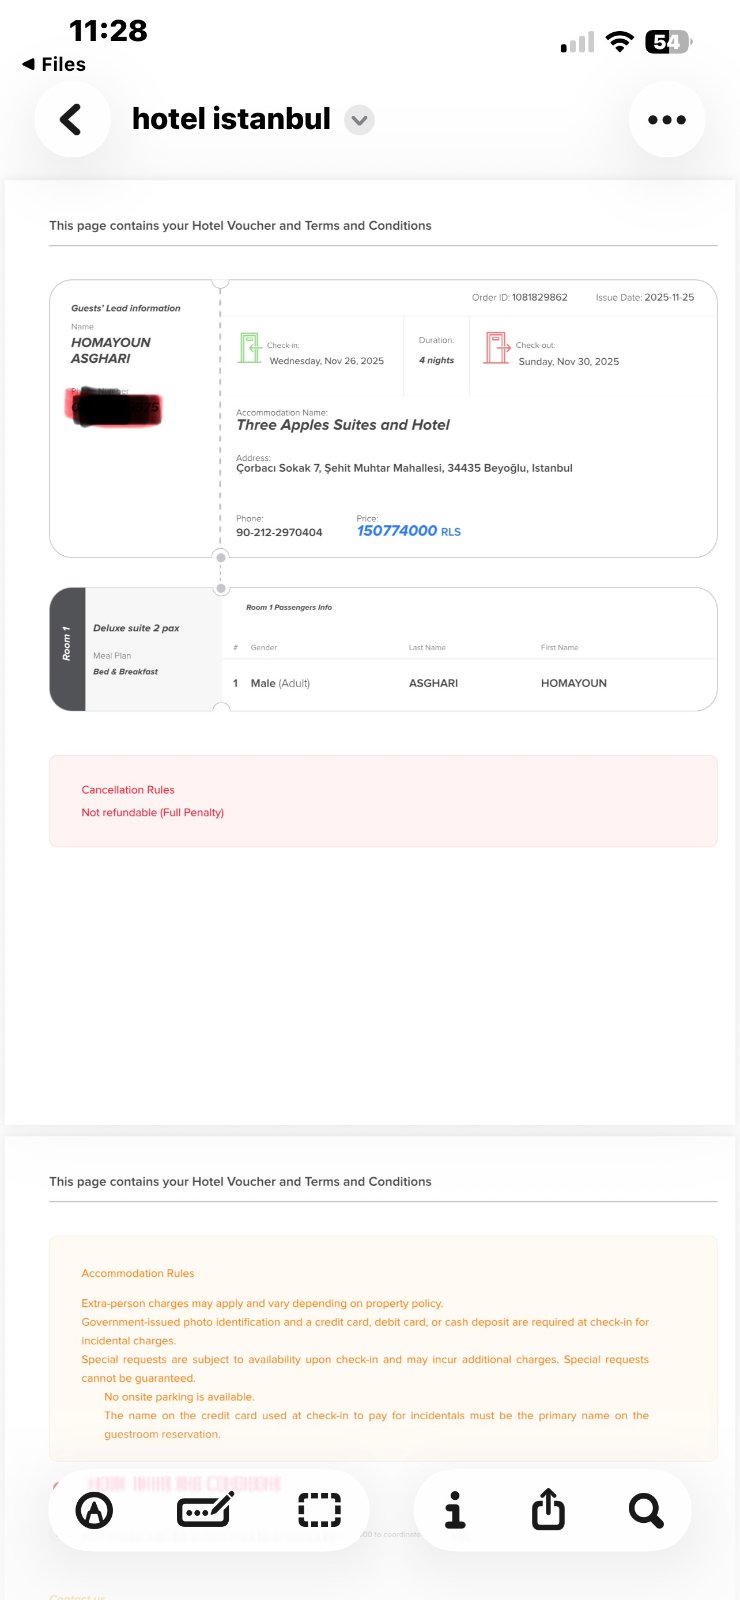 11:28
54
Files
hotel istanbul
This page contains your Hotel Voucher and Terms and Conditions
Order ID: 1081829862 Issue Date: 2025-11-25
Guests' Lead information
Name
HOMAYOUN
ASGHARI
Check-in:
Wednesday, Nov 26, 2025
Duration:
4 nights
Check-out:
Sunday, Nov 30, 2025
Accommodation Name:
Three Apples Suites and Hotel
Address:
Çorbacı Sokak 7, Şehit Muhtar Mahallesi, 34435 Beyoğlu, Istanbul
Phone:
90-212-2970404
Price:
150774000 RLS
Room 1
Deluxe suite 2 pax
Meal Plan
Bed & Breakfast
Room 1 Passengers Info
# Gender Last Name First Name
1 Male (Adult) ASGHARI HOMAYOUN
Cancellation Rules
Not refundable (Full Penalty)
This page contains your Hotel Voucher and Terms and Conditions
Accommodation Rules
Extra-person charges may apply and vary depending on property policy.
Government-issued photo identification and a credit card, debit card, or cash deposit are required at check-in for
incidental charges.
Special requests are subject to availability upon check-in and may incur additional charges. Special requests
cannot be guaranteed.
No onsite parking is available.
The name on the credit card used at check-in to pay for incidentals must be the primary name on the
guestroom reservation.
to coordinate
Contact us